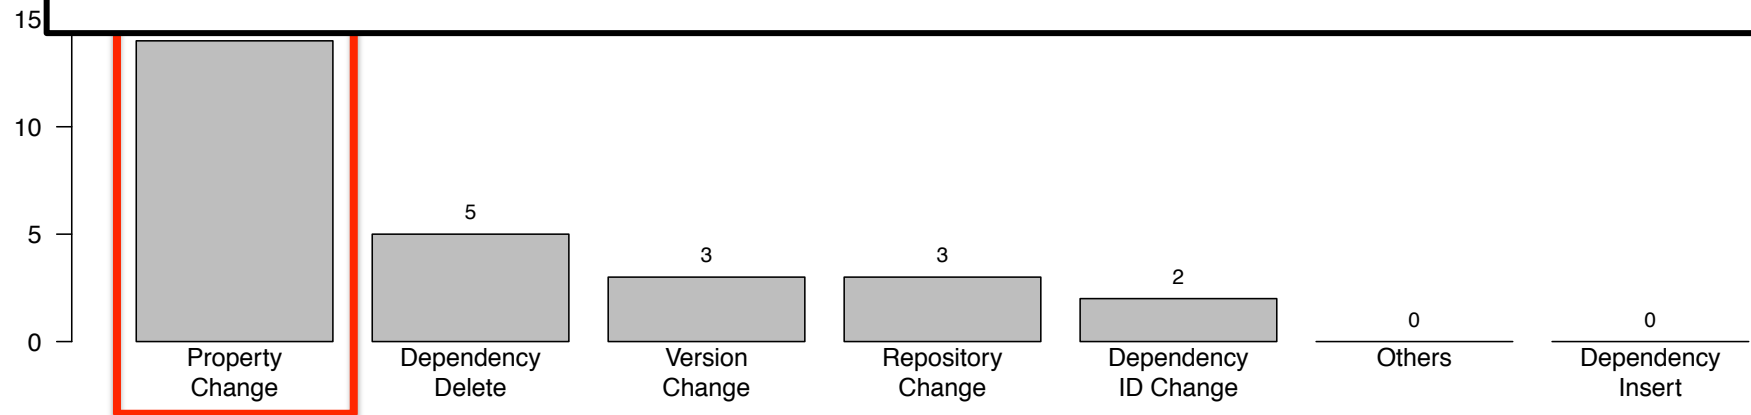 15
10
5
0
5
3
3
2
0
0
Property
Change
Dependency
Delete
Version
Change
Repository
Change
Dependency
ID Change
Others
Dependency
Insert